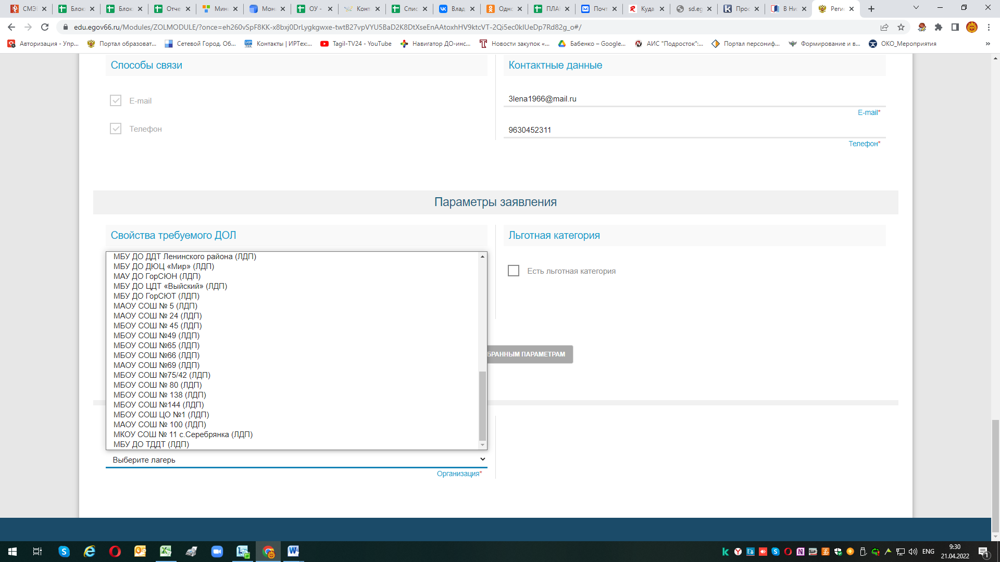 СМЭ
Блок
Блок
Отче
Мин
Мон
ОУ -
Конт
Спис
Влад
Одно
ПЛА
Почт
Куда
sd.eg
Прос
В Ни
Реги
edu.egov66.ru/Modules/ZOLMODULE/?once=eh260vSpF8KK-x8bxj0DrLygkgwxe-twtB27vpVYU5BaD2K8DtXseEnAAtoxhHV9ktcVT-2Qi5ec0klUeDp7Rd82g_o#/
Авторизация - Упр...
Портал образоват...
Сетевой Город. Об...
Контакты | ИРТех:...
Tagil-TV24 - YouTube
Навигатор ДО-инс...
Новости закупок «...
Бабенко – Google...
АИС "Подросток":...
Портал персониф...
Формирование и в...
ОКО_Мероприятия
»
Способы связи
Контактные данные
E-mail
3lena1966@mail.ru
E-mail*
Телефон
9630452311
Телефон*
Параметры заявления
Свойства требуемого ДОЛ
Льготная категория
МБУ ДО ДДТ Ленинского района (ЛДП)
МБУ ДО ДЮЦ «Мир» (ЛДП)
Есть льготная категория
МАУ ДО ГорСЮН (ЛДП)
МБУ ДО ЦДТ «Выйский» (ЛДП)
МБУ ДО ГорСЮТ (ЛДП)
МАОУ СОШ № 5 (ЛДП)
МАОУ СОШ № 24 (ЛДП)
МБОУ СОШ № 45 (ЛДП)
МБОУ СОШ №49 (ЛДП)
МБОУ СОШ №65 (ЛДП)
МБОУ СОШ №66 (ЛДП)
БРАННЫМ ПАРАМЕТРАМ
МАОУ СОШ №69 (ЛДП)
МБОУ СОШ №75/42 (ЛДП)
МБОУ СОШ № 80 (ЛДП)
МБОУ СОШ № 138 (ЛДП)
МБОУ СОШ №144 (ЛДП)
МБОУ СОШ ЦО №1 (ЛДП)
МАОУ СОШ № 100 (ЛДП)
МКОУ СОШ № 11 с.Серебрянка (ЛДП)
МБУ ДО ТДДТ (ЛДП)
Выберите лагерь
Организация*
ENG
9:30
21.04.2022
1